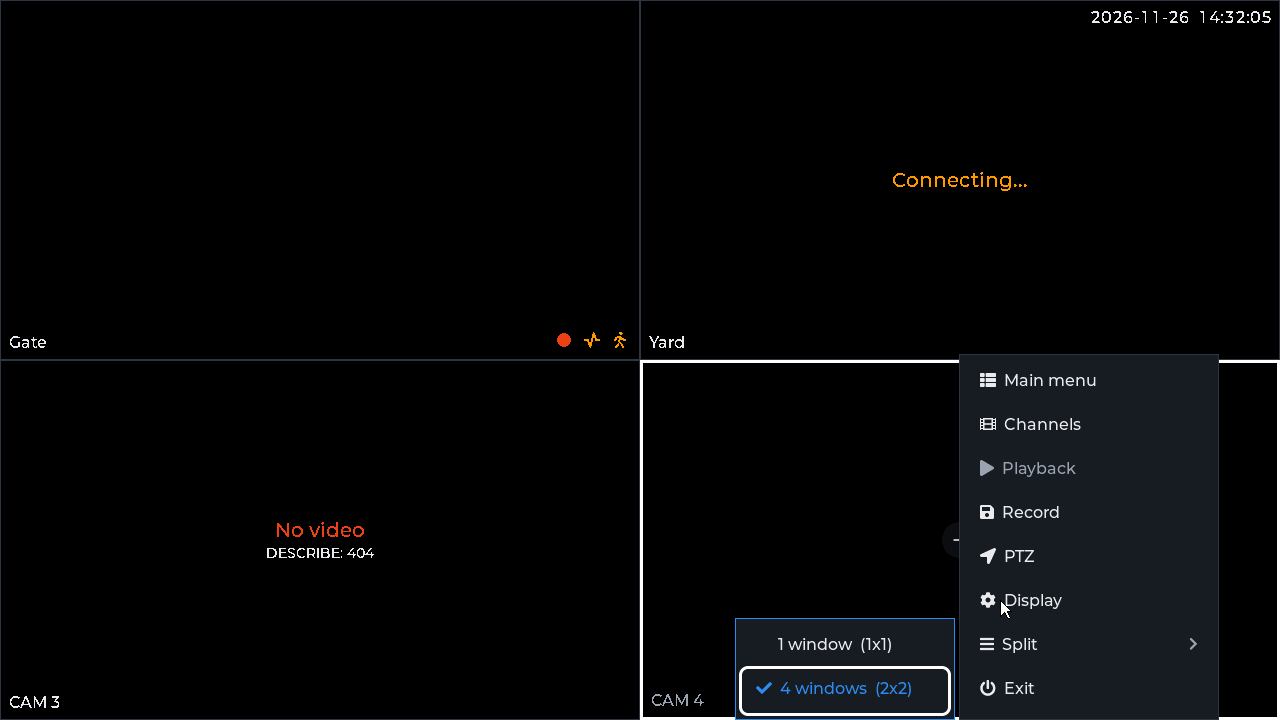 2026-11-26 14:32:05
Connecting...
Gate
Yard
Main menu
Channels
Playback
Record
No video
DESCRIBE: 404
PTZ
Display
1 window (1x1)
Split
4 windows (2x2)
Exit
CAM 3
CAM 4